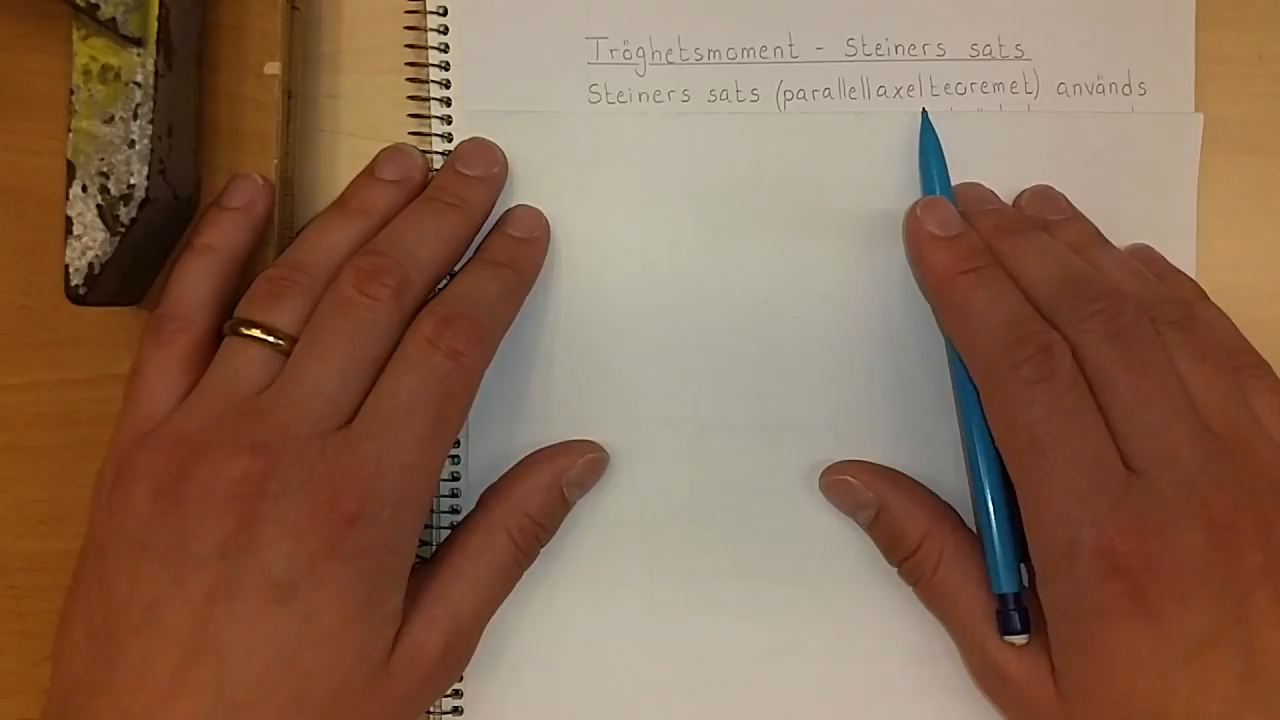 Tröghetsmoment - Steiners sats
Steiners sats (parallellaxelteoremet) används